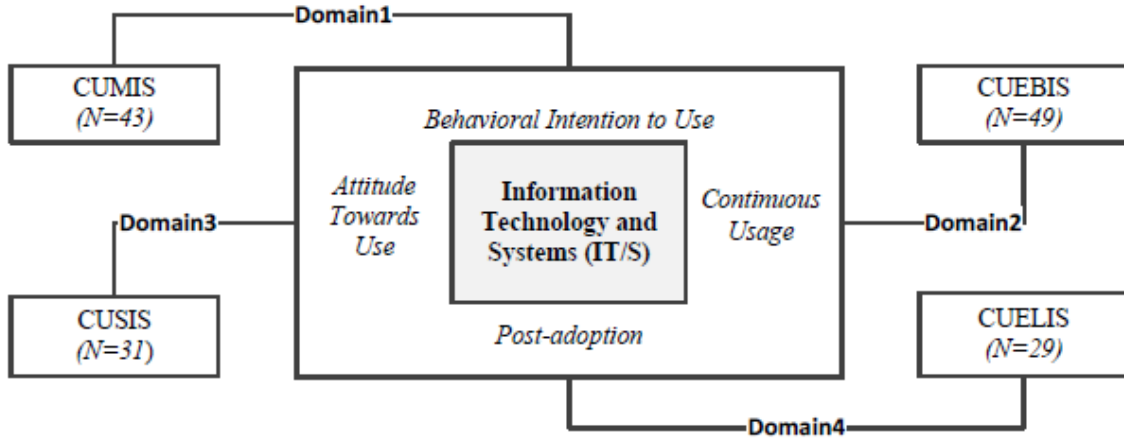 Domain1
CUMIS
(N=43)
CUEBIS
(N=49)
Behavioral Intention to Use
Attitude
Towards
Use
Information
Technology and
Systems (IT/S)
Continuous
Usage
Domain3
Domain2
CUSIS
(N=31)
CUELIS
(N=29)
Post-adoption
Domain4